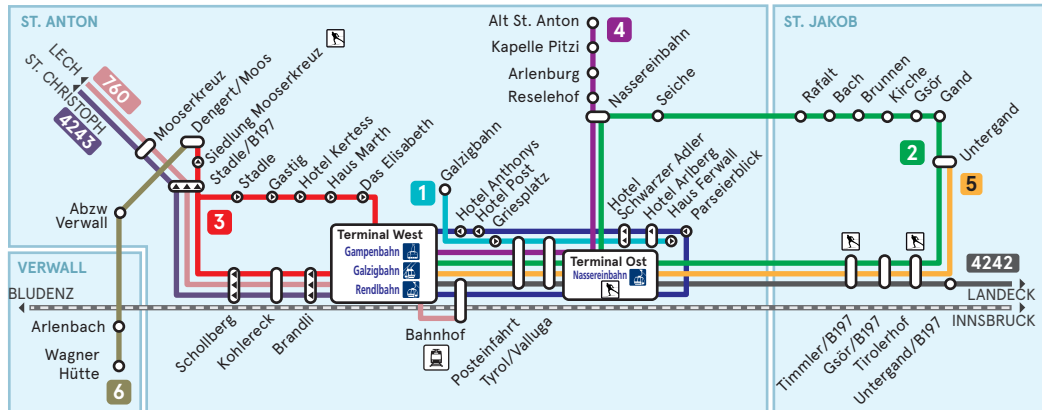 ST. ANTON
ST. JAKOB
VERWALL
LECH
760
ST. CHRISTOPH
4243
Mooserkreuz
Dengert/Moos
Siedlung Mooserkreuz
Stadle/B197
Stadle
Gastig
Hotel Kertess
Haus Marth
Das Elisabeth
3
Abzw
Verwall
Alt St. Anton
4
Kapelle Pitzi
Arlenburg
Reselehof
Nassereinbahn
Seiche
Rafalt
Bach
Brunnen
Kirche
Gsör
Gand
Untergand
2
5
1
Galzigbahn
Hotel Anthonys
Hotel Post
Griesplatz
Hotel
Schwarzer Adler
Hotel Arlberg
Haus Ferwall
Parseierblick
Terminal West
Gampenbahn
Galzigbahn
Rendlbahn
Terminal Ost
Nassereinbahn
4242
LANDECK
INNSBRUCK
BLUDENZ
Arlenbach
Wagner
Hütte
6
Schollberg
Kohlereck
Brandli
Bahnhof
Posteinfahrt
Tyrol/Valluga
Timmler/B197
Gsör/B197
Tirolerhof
Untergand/B197